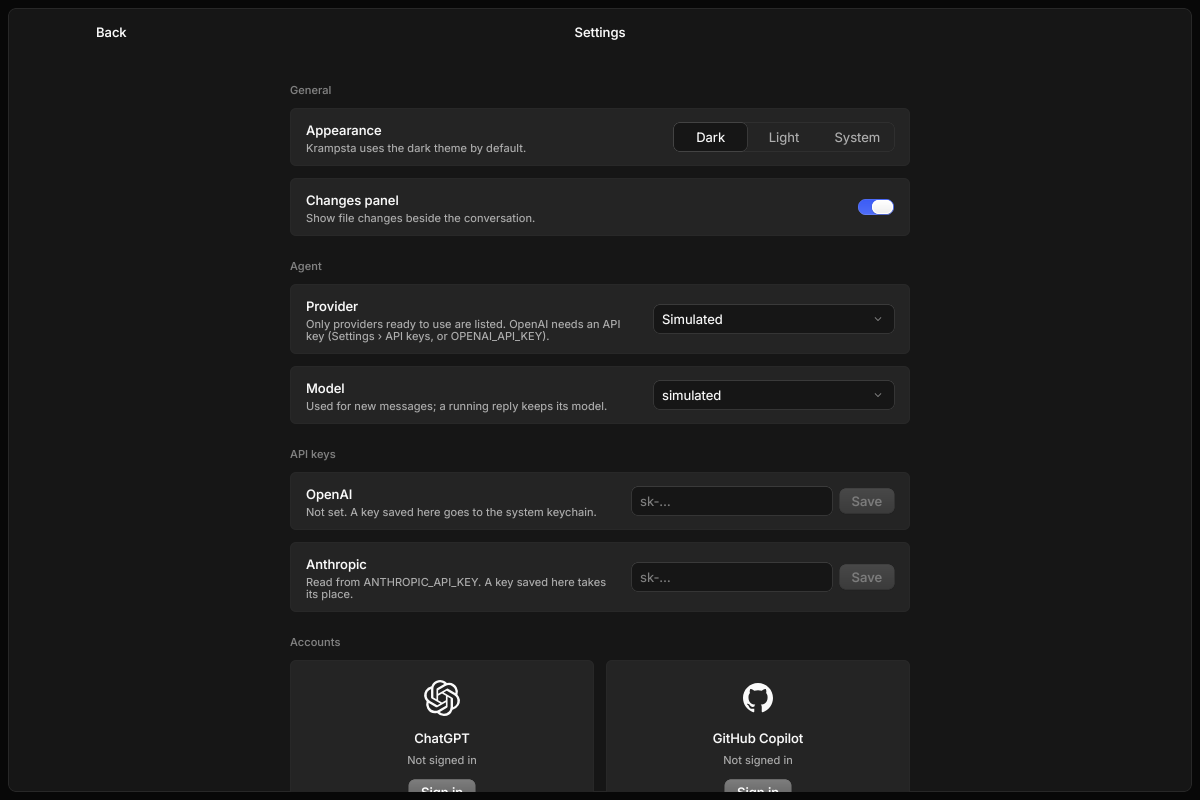 Back
Settings
General
Appearance
Krampsta uses the dark theme by default.
Dark
Light
System
Changes panel
Show file changes beside the conversation.
Agent
Provider
Only providers ready to use are listed. OpenAI needs an API
key (Settings › API keys, or OPENAI_API_KEY).
Simulated
Model
Used for new messages; a running reply keeps its model.
simulated
API keys
OpenAI
Not set. A key saved here goes to the system keychain.
sk-...
Save
Anthropic
Read from ANTHROPIC_API_KEY. A key saved here takes
its place.
sk-...
Save
Accounts
ChatGPT
Not signed in
Sign in
GitHub Copilot
Not signed in
Sign in